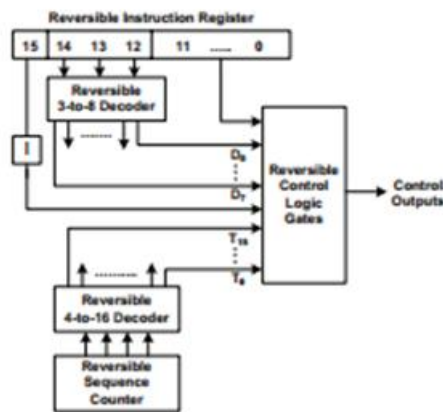 Reversible Instruction Register
15 14 13 12 11 ..... 0
Reversible
3-to-8 Decoder
I
D0
D7
T15
T0
Reversible
Control
Logic
Gates
Control
Outputs
Reversible
4-to-16 Decoder
Reversible
Sequence
Counter